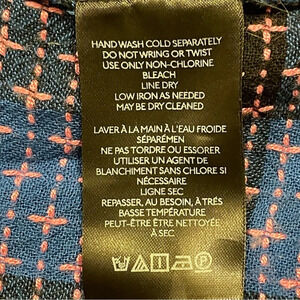 HAND WASH COLD SEPARATELY
DO NOT WRING OR TWIST
USE ONLY NON-CHLORINE
BLEACH
LINE DRY
LOW IRON AS NEEDED
MAY BE DRY CLEANED
LAVER À LA MAIN À L'EAU FROIDE
SÉPARÉMEN
NE PAS TORDRE OU ESSORER
UTILISER UN AGENT DE
BLANCHIMENT SANS CHLORE SI
NÉCESSAIRE
LIGNE SEC
REPASSER, AU BESOIN, À TRÈS
BASSE TEMPÉRATURE
PEUT-ÊTRE ÊTRE NETTOYÉE
À SEC